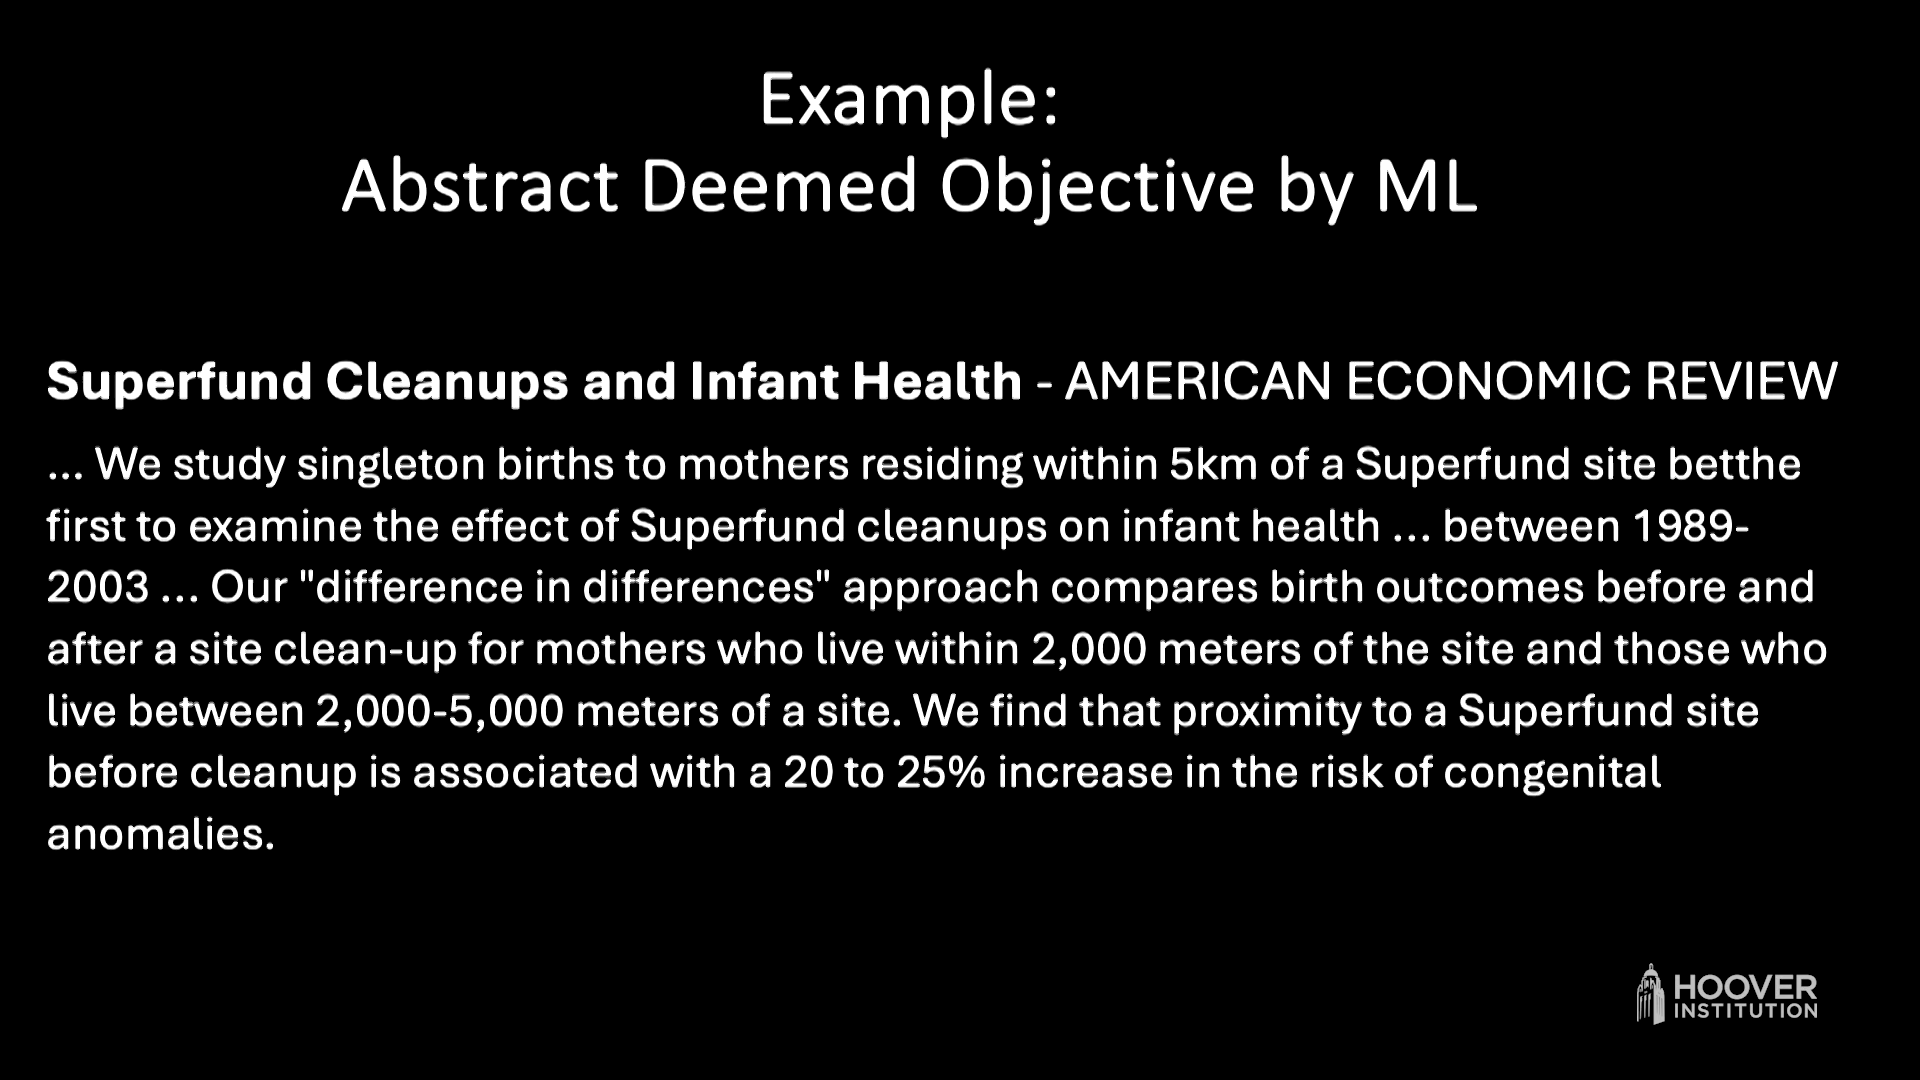 Example:
Abstract Deemed Objective by ML
Superfund Cleanups and Infant Health - AMERICAN ECONOMIC REVIEW
... We study singleton births to mothers residing within 5km of a Superfund site betthe
first to examine the effect of Superfund cleanups on infant health ... between 1989-
2003 ... Our "difference in differences" approach compares birth outcomes before and
after a site clean-up for mothers who live within 2,000 meters of the site and those who
live between 2,000-5,000 meters of a site. We find that proximity to a Superfund site
before cleanup is associated with a 20 to 25% increase in the risk of congenital
anomalies.
HOOVER
INSTITUTION